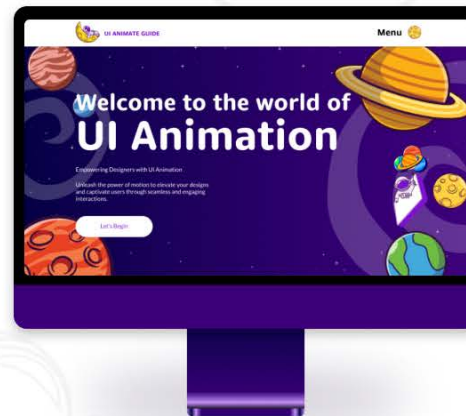 UI ANIMATE GUIDE
Menu
Welcome to the world of
UI Animation
Empowering Designers with UI Animation
Unleash the power of motion to elevate your designs
and captivate users through seamless and engaging
interactions.
Let's Begin